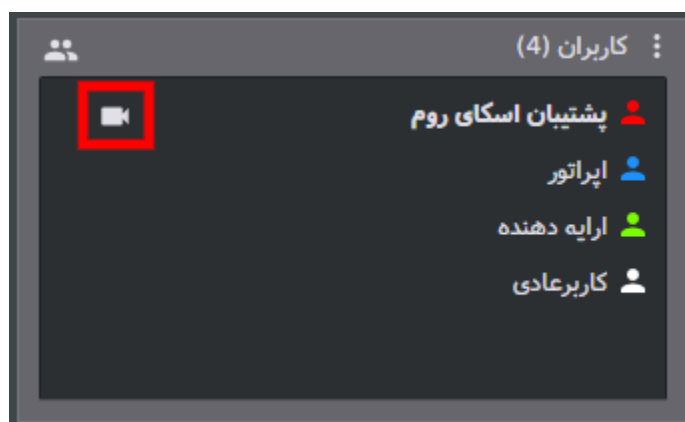 کاربران (4)
پشتیبان اسکای روم
اپراتور
ارایه دهنده
کاربرعادی